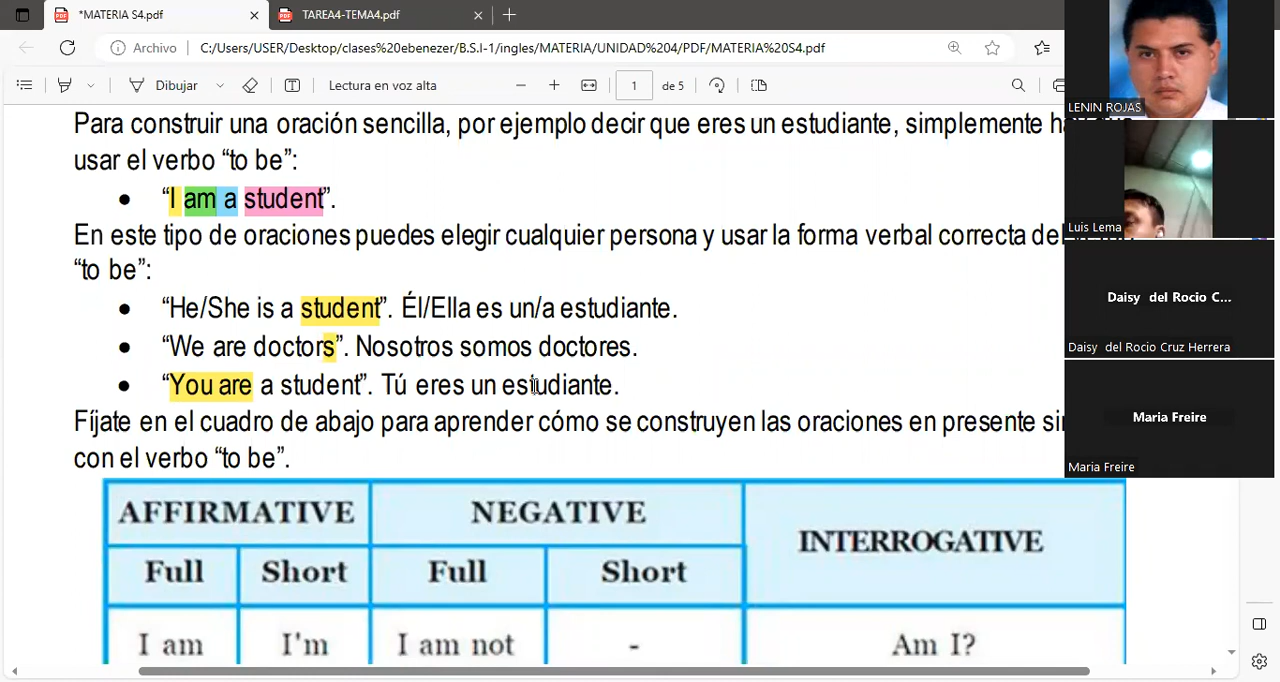 *MATERIA S4.pdf
TAREA4-TEMA4.pdf
Archivo
C:/Users/USER/Desktop/clases%20ebenezer/B.S.I-1/ingles/MATERIA/UNIDAD%204/PDF/MATERIA%20S4.pdf
Dibujar
Lectura en voz alta
1
de 5
Para construir una oración sencilla, por ejemplo decir que eres un estudiante, simplemente
usar el verbo “to be”:
“I am a student”.
En este tipo de oraciones puedes elegir cualquier persona y usar la forma verbal correcta
“to be”:
“He/She is a student”. Él/Ella es un/a estudiante.
“We are doctors”. Nosotros somos doctores.
“You are a student”. Tú eres un estudiante.
Fíjate en el cuadro de abajo para aprender cómo se construyen las oraciones en presente
con el verbo “to be”.
AFFIRMATIVE
NEGATIVE
INTERROGATIVE
Full
Short
Full
Short
I am
I'm
I am not
-
Am I?
LENIN ROJAS
Luis Lema
Daisy del Rocio C...
Daisy del Rocio Cruz Herrera
Maria Freire
Maria Freire